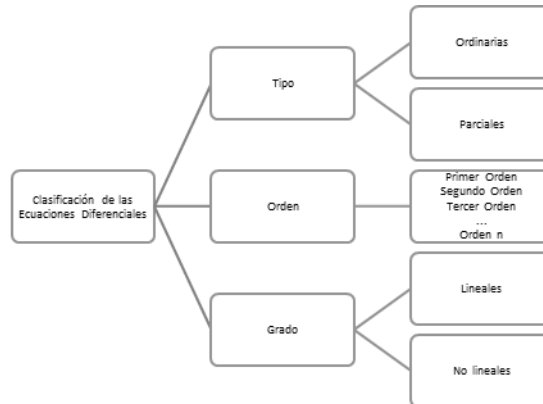 Clasificación de las
Ecuaciones Diferenciales
Tipo
Ordinarias
Parciales
Orden
Primer Orden
Segundo Orden
Tercer Orden
...
Orden n
Grado
Lineales
No lineales